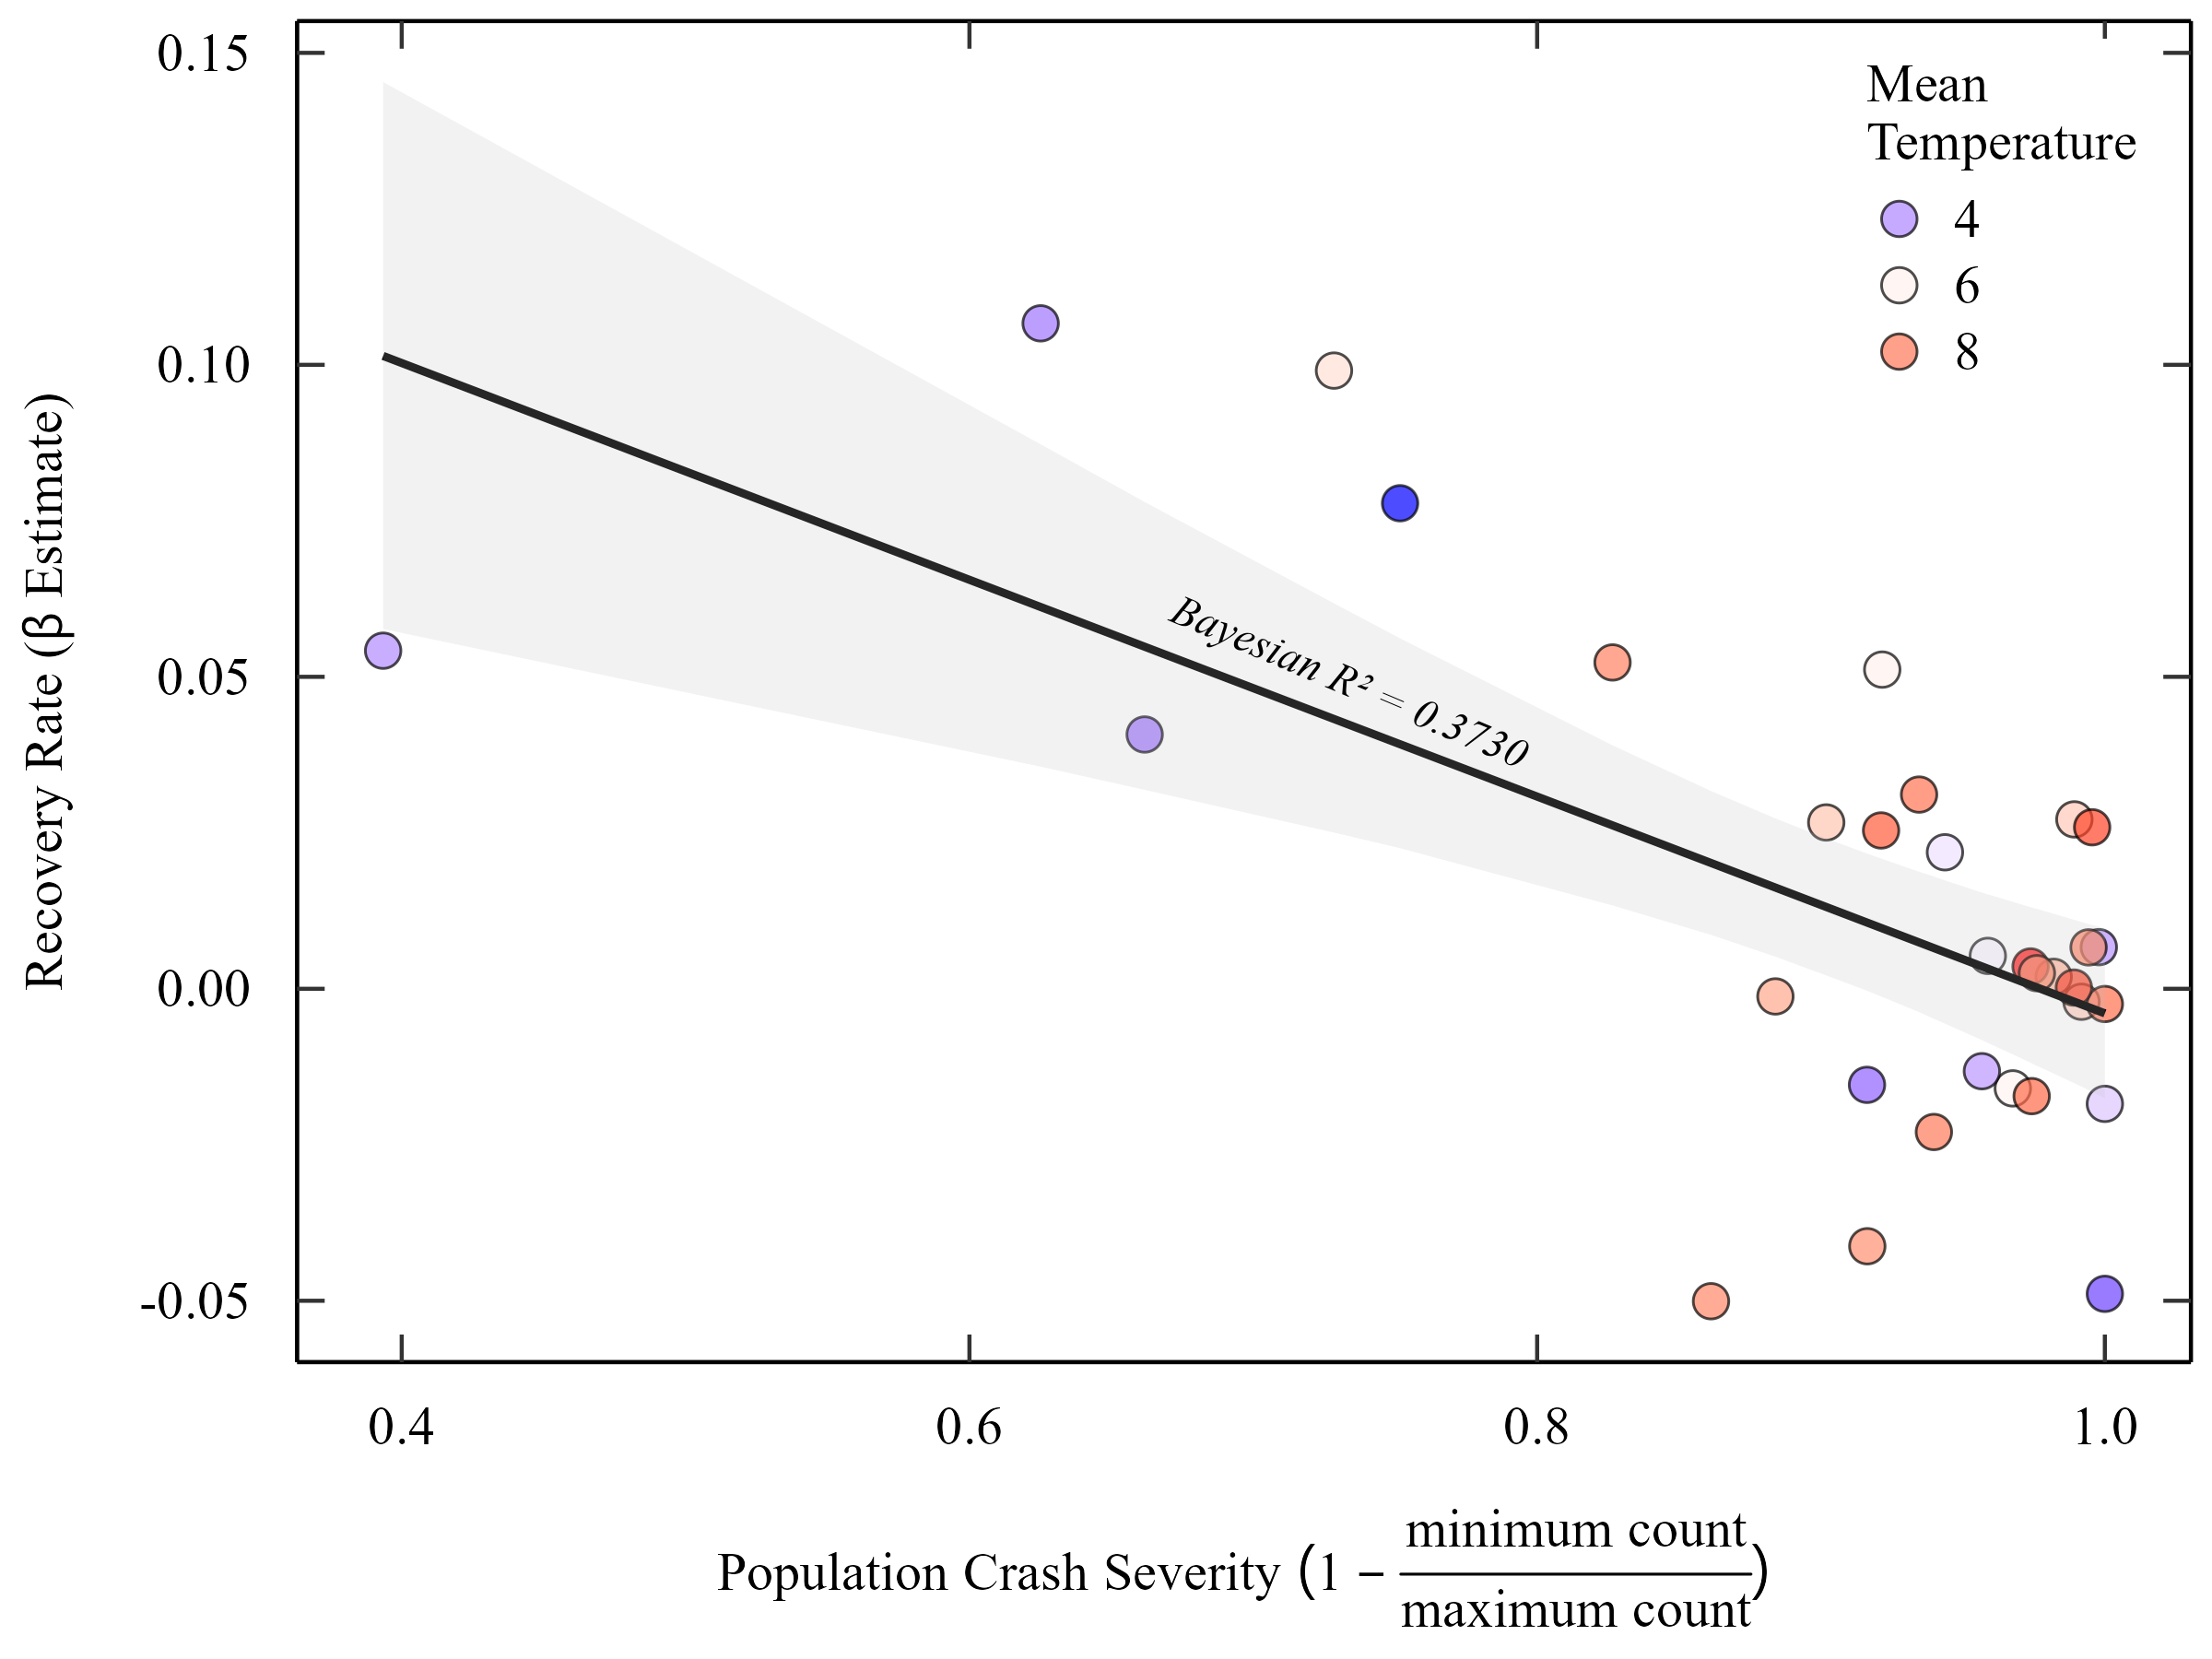 0.15
0.10
0.05
0.00
-0.05
Recovery Rate (β Estimate)
Mean
Temperature
4
6
8
Bayesian R² = 0.3730
0.4 0.6 0.8 1.0
Population Crash Severity (1 − minimum count / maximum count)